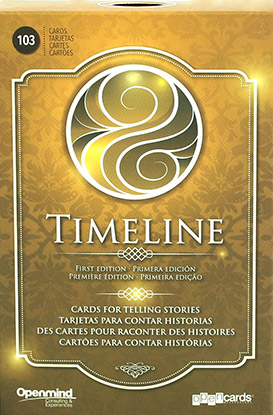 103
CARDS
TARJETAS
CARTES
CARTÕES
TIMELINE
FIRST EDITION · PRIMERA EDICIÓN
PREMIÈRE ÉDITION · PRIMEIRA EDIÇÃO
CARDS FOR TELLING STORIES
TARJETAS PARA CONTAR HISTORIAS
DES CARTES POUR RACONTER DES HISTOIRES
CARTÕES PARA CONTAR HISTÓRIAS
Openmind
Consulting & Experiences
opencards